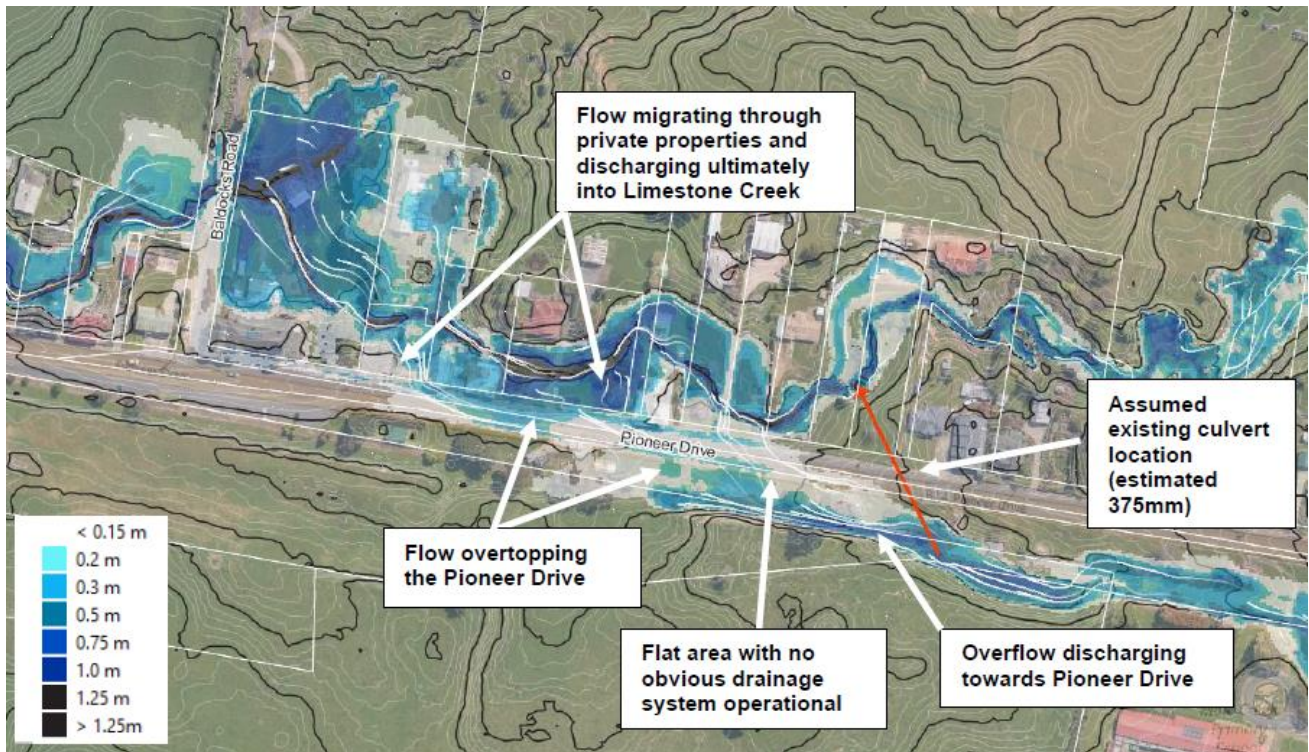 Flow migrating through
private properties and
discharging ultimately
into Limestone Creek
Baldocks Road
Pioneer Drive
Assumed
existing culvert
location
(estimated
375mm)
Flow overtopping
the Pioneer Drive
Flat area with no
obvious drainage
system operational
Overflow discharging
towards Pioneer Drive
< 0.15 m
0.2 m
0.3 m
0.5 m
0.75 m
1.0 m
1.25 m
> 1.25m